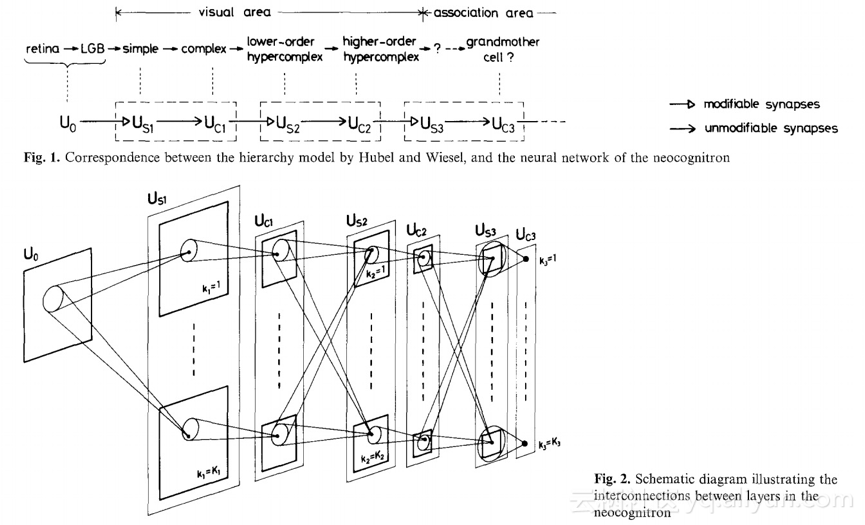 visual area
association area
retina → LGB → simple → complex → lower-order hypercomplex → higher-order hypercomplex → ? → grandmother cell ?
U0 → US1 → UC1 → US2 → UC2 → US3 → UC3
modifiable synapses
unmodifiable synapses
Fig. 1. Correspondence between the hierarchy model by Hubel and Wiesel, and the neural network of the neocognitron
U0
US1
UC1
US2
UC2
US3
UC3
k1=1
k2=1
k3=1
k1=K1
k2=K2
k3=K3
Fig. 2. Schematic diagram illustrating the
interconnections between layers in the
neocognitron
yq.aliyun.com